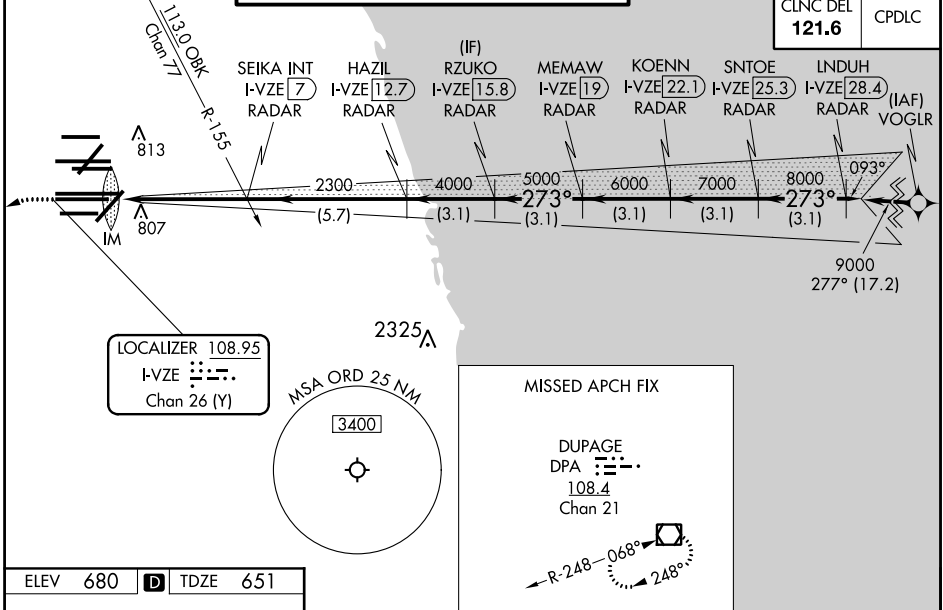 CLNC DEL
121.6
CPDLC
113.0 OBK
Chan 77
R-155
SEIKA INT
I-VZE 7
RADAR
HAZIL
I-VZE 12.7
RADAR
(IF)
RZUKO
I-VZE 15.8
RADAR
MEMAW
I-VZE 19
RADAR
KOENN
I-VZE 22.1
RADAR
SNTOE
I-VZE 25.3
RADAR
LNDUH
I-VZE 28.4
RADAR
(IAF)
VOGLR
813
807
IM
2300
(5.7)
4000
(3.1)
5000
273°
(3.1)
6000
(3.1)
7000
(3.1)
8000
273°
(3.1)
093°
9000
277° (17.2)
LOCALIZER 108.95
I-VZE
Chan 26 (Y)
2325
MSA ORD 25 NM
3400
MISSED APCH FIX
DUPAGE
DPA
108.4
Chan 21
R-248
068°
248°
ELEV 680 D TDZE 651